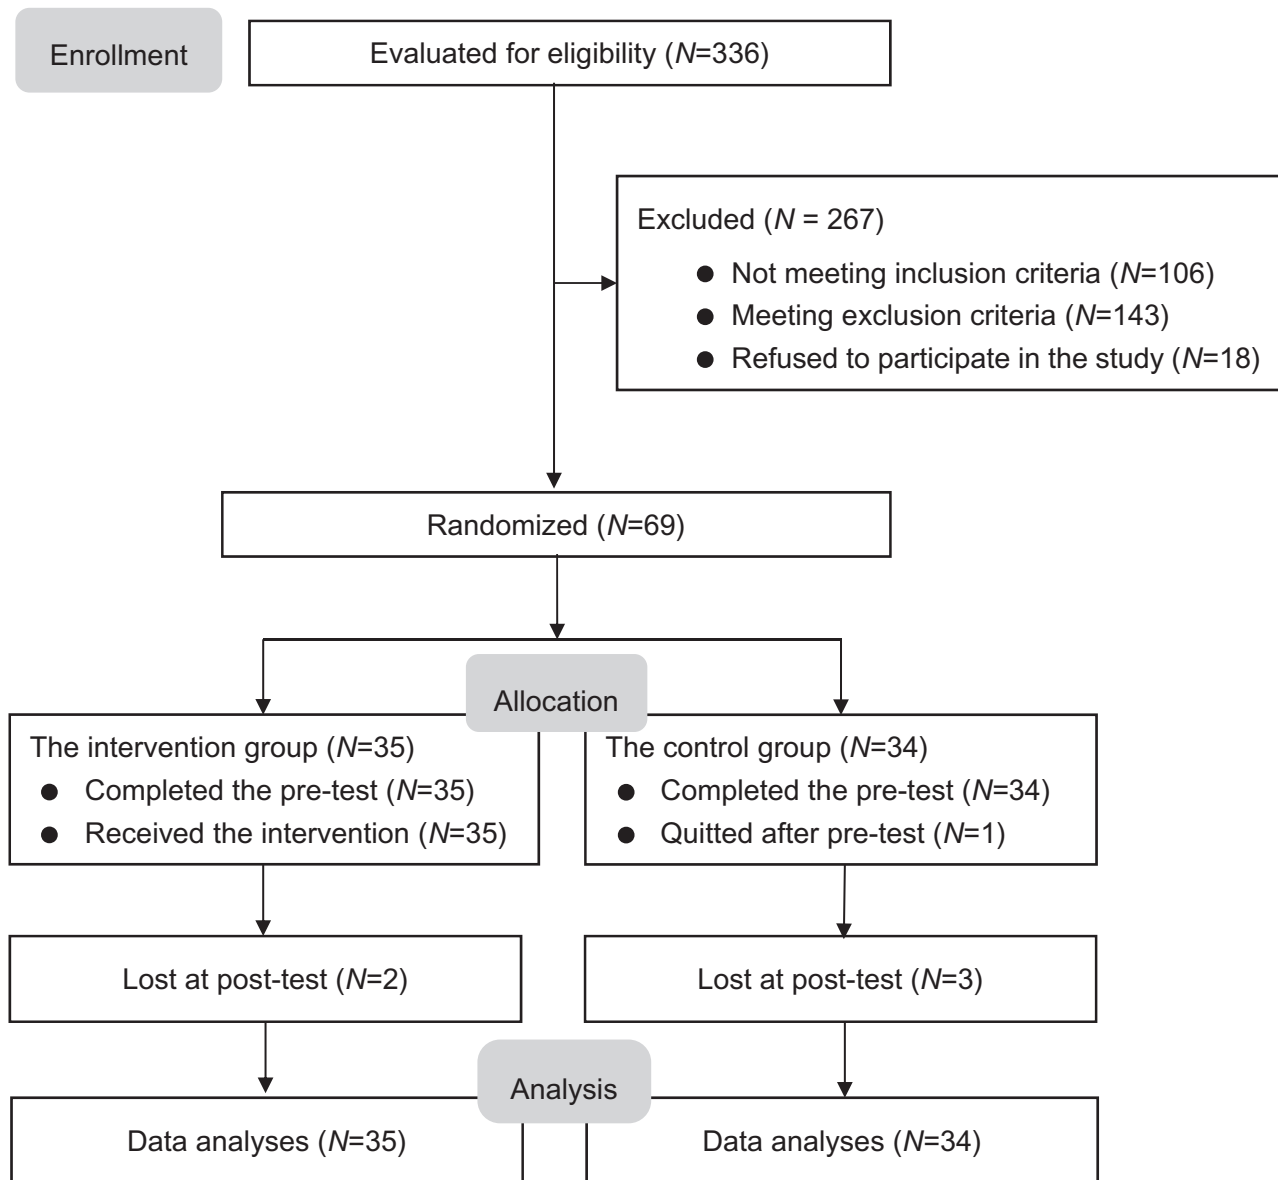 Enrollment
Evaluated for eligibility (N=336)
Excluded (N = 267)
● Not meeting inclusion criteria (N=106)
● Meeting exclusion criteria (N=143)
● Refused to participate in the study (N=18)
Randomized (N=69)
Allocation
The intervention group (N=35)
● Completed the pre-test (N=35)
● Received the intervention (N=35)
The control group (N=34)
● Completed the pre-test (N=34)
● Quitted after pre-test (N=1)
Lost at post-test (N=2)
Lost at post-test (N=3)
Analysis
Data analyses (N=35)
Data analyses (N=34)